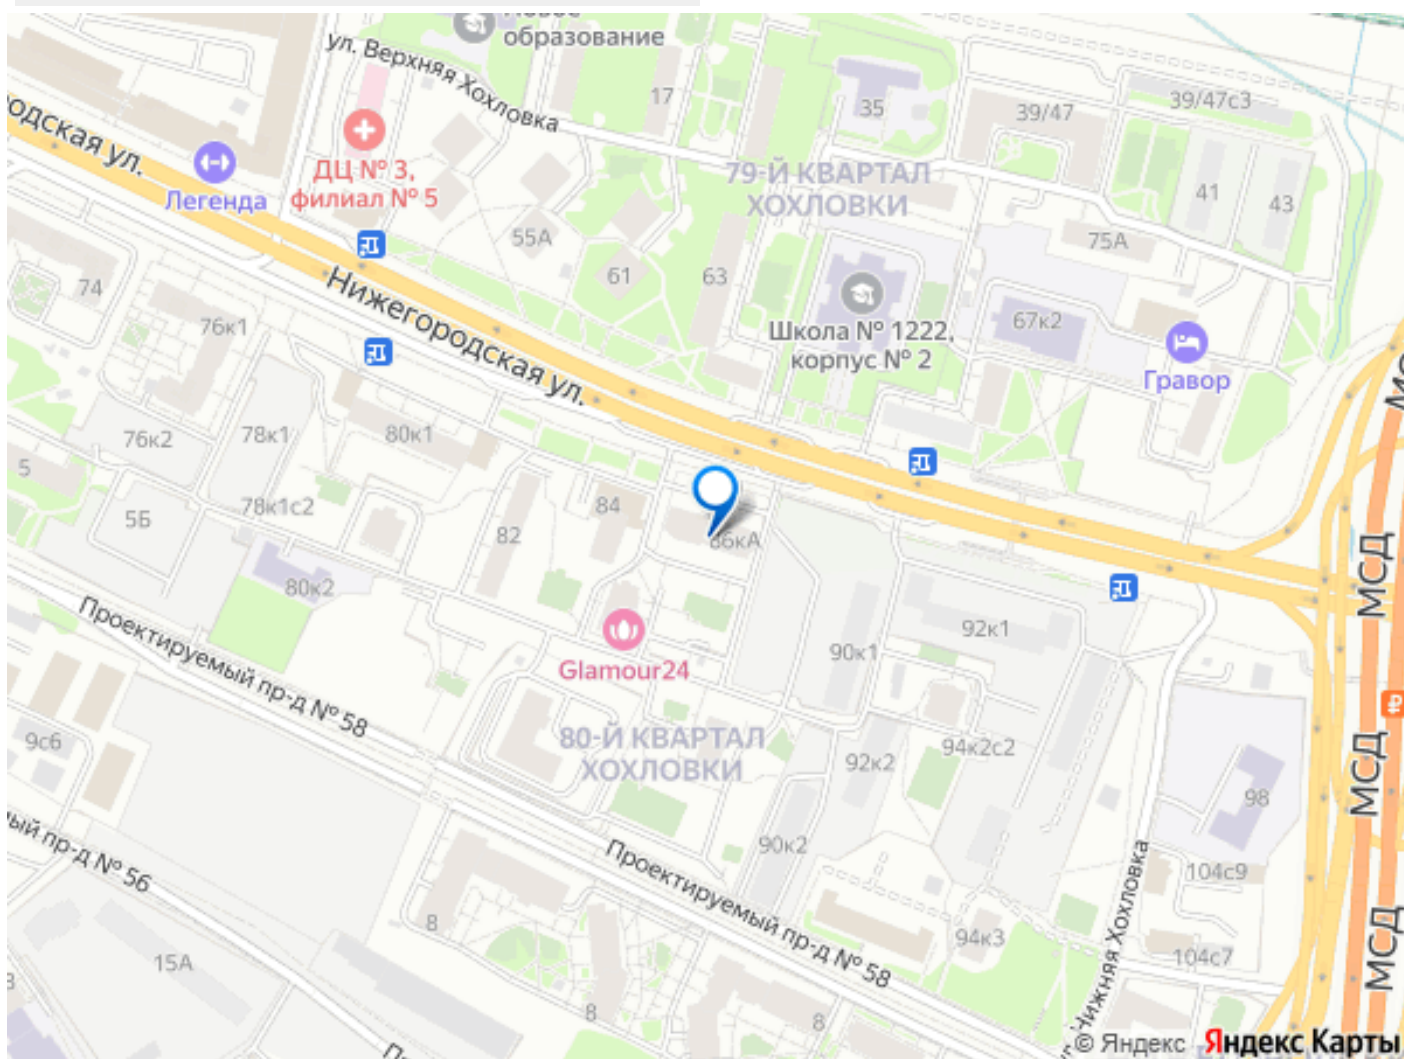 образование
ул. Верхняя Хохловка
17
35
39/47
39/47с3
родская ул.
Легенда
ДЦ № 3,
филиал № 5
79-Й КВАРТАЛ
ХОХЛОВКИ
41
43
55А
61
63
75А
74
76к1
Нижегородская ул.
Школа № 1222,
корпус № 2
67к2
Гравор
76к2
78к1
80к1
5
78к1с2
5Б
82
84
86кА
80к2
Проектируемый пр-д № 58
Glamour24
90к1
92к1
МСД
9с6
80-Й КВАРТАЛ
ХОХЛОВКИ
92к2
94к2с2
МСД
98
ый пр-д № 56
90к2
Проектируемый пр-д № 58
104с9
8
94к3
Нижняя Хохловка
104с7
МСД
15А
8
8
© Яндекс Яндекс Карты